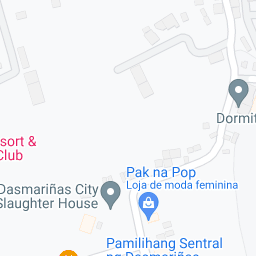 Dormit
sort &
Club
Pak na Pop
Loja de moda feminina
Dasmariñas City
Slaughter House
Pamilihang Sentral
ng Dasmariñas